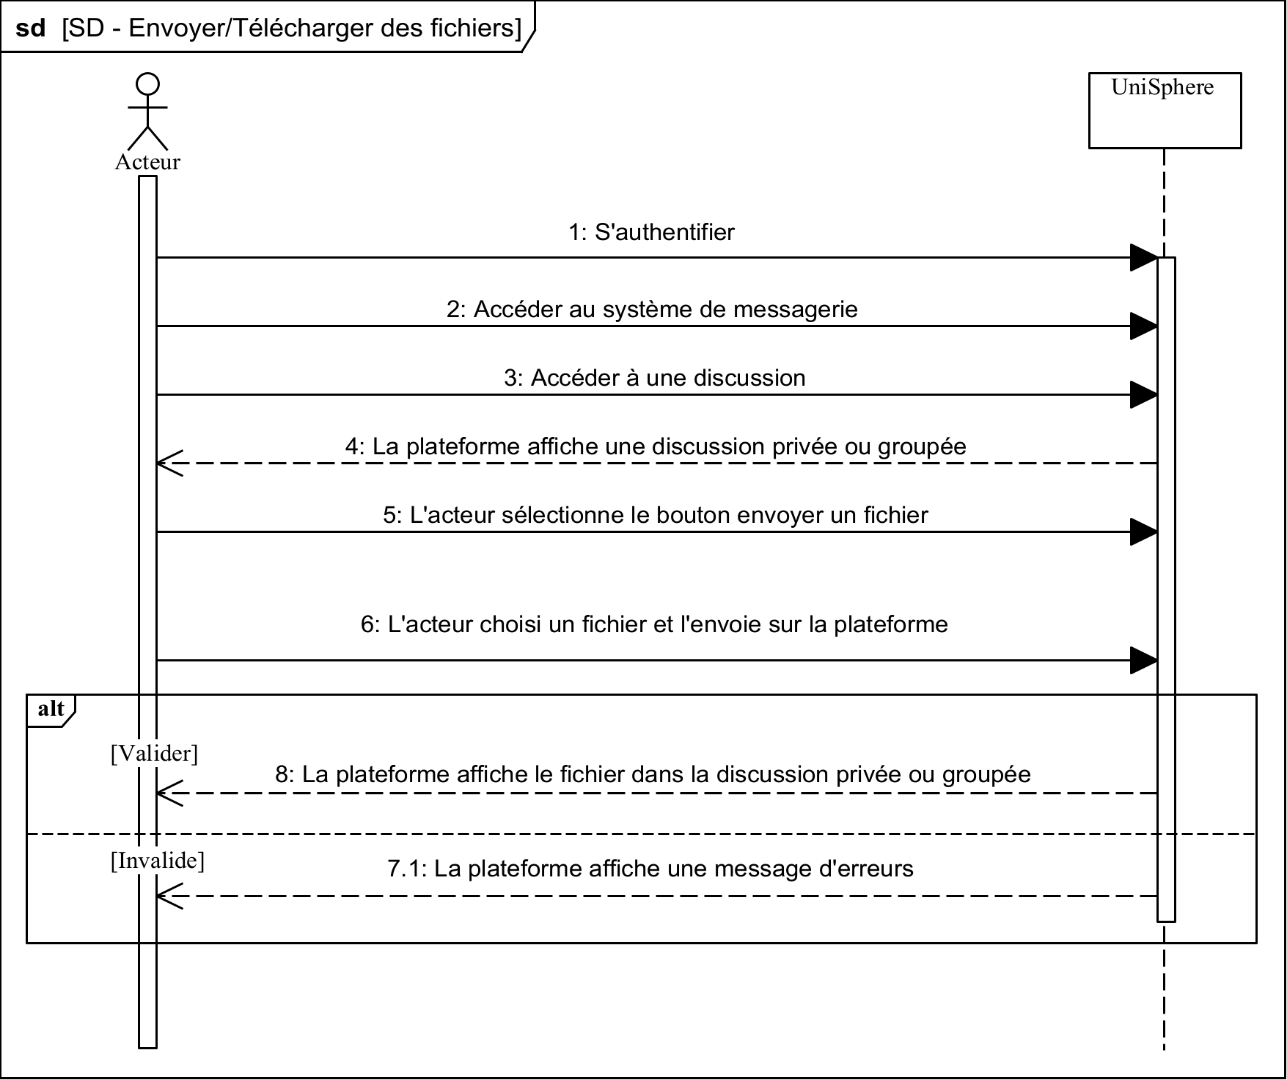 sd [SD - Envoyer/Télécharger des fichiers]
Acteur
UniSphere
1: S'authentifier
2: Accéder au système de messagerie
3: Accéder à une discussion
4: La plateforme affiche une discussion privée ou groupée
5: L'acteur sélectionne le bouton envoyer un fichier
6: L'acteur choisi un fichier et l'envoie sur la plateforme
alt
[Valider]
8: La plateforme affiche le fichier dans la discussion privée ou groupée
[Invalide]
7.1: La plateforme affiche une message d'erreurs